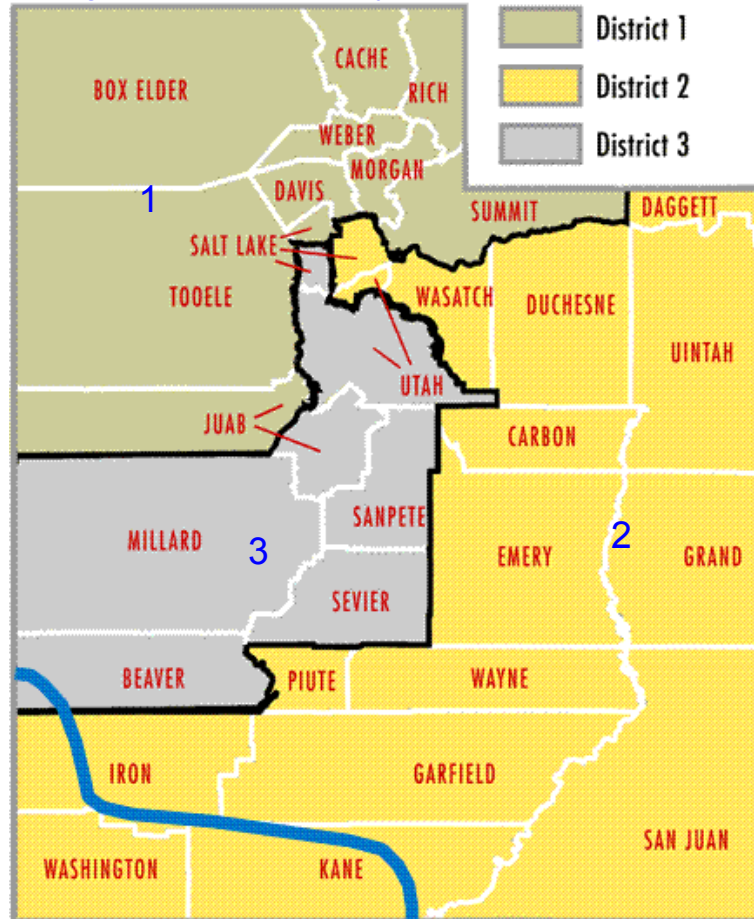 District 1
District 2
District 3
CACHE
BOX ELDER
RICH
WEBER
MORGAN
DAVIS
1
SUMMIT
DAGGETT
SALT LAKE
TOOELE
WASATCH
DUCHESNE
UINTAH
UTAH
JUAB
CARBON
SANPETE
MILLARD
3
2
EMERY
GRAND
SEVIER
BEAVER
PIUTE
WAYNE
IRON
GARFIELD
SAN JUAN
WASHINGTON
KANE